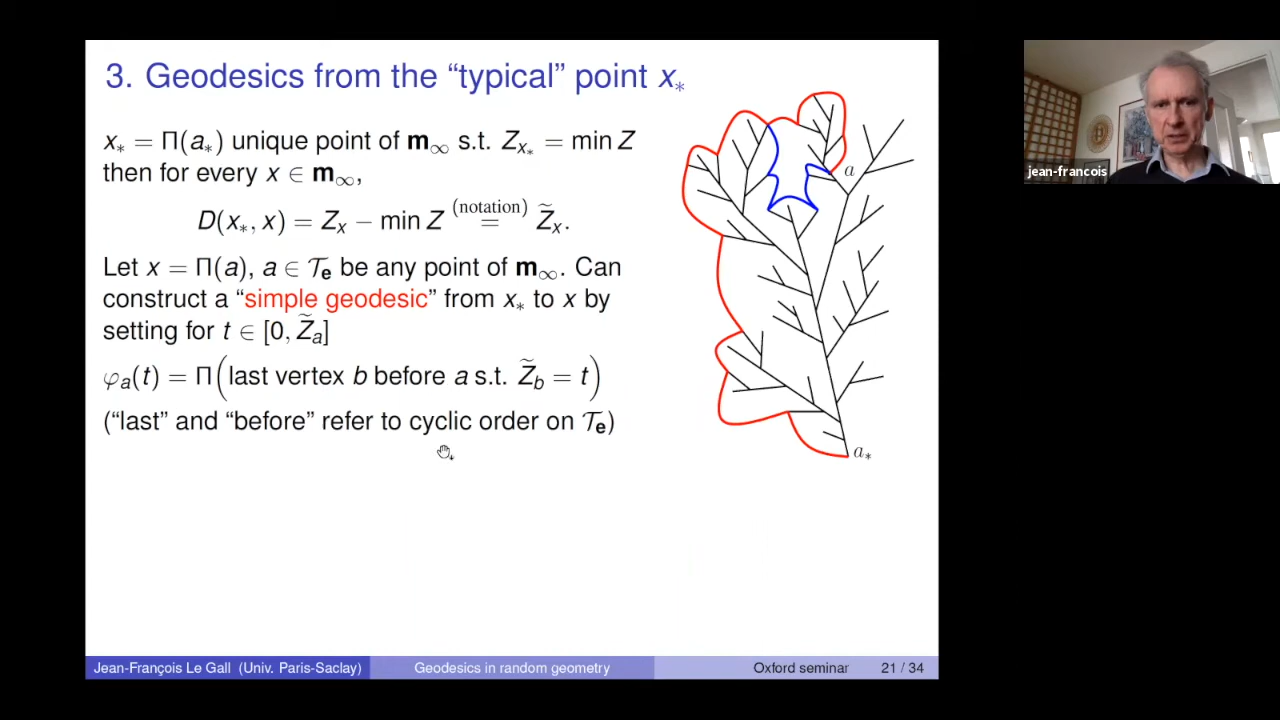 3. Geodesics from the “typical” point x∗
x∗ = Π(a∗) unique point of m∞ s.t. Zx∗ = min Z
then for every x ∈ m∞,
D(x∗, x) = Zx − min Z (notation) = Z̃x.
Let x = Π(a), a ∈ Te be any point of m∞. Can
construct a “simple geodesic” from x∗ to x by
setting for t ∈ [0, Z̃a]
φa(t) = Π(last vertex b before a s.t. Z̃b = t)
(“last” and “before” refer to cyclic order on Te)
a
a∗
jean-francois
Jean-François Le Gall (Univ. Paris-Saclay)
Geodesics in random geometry
Oxford seminar
21 / 34